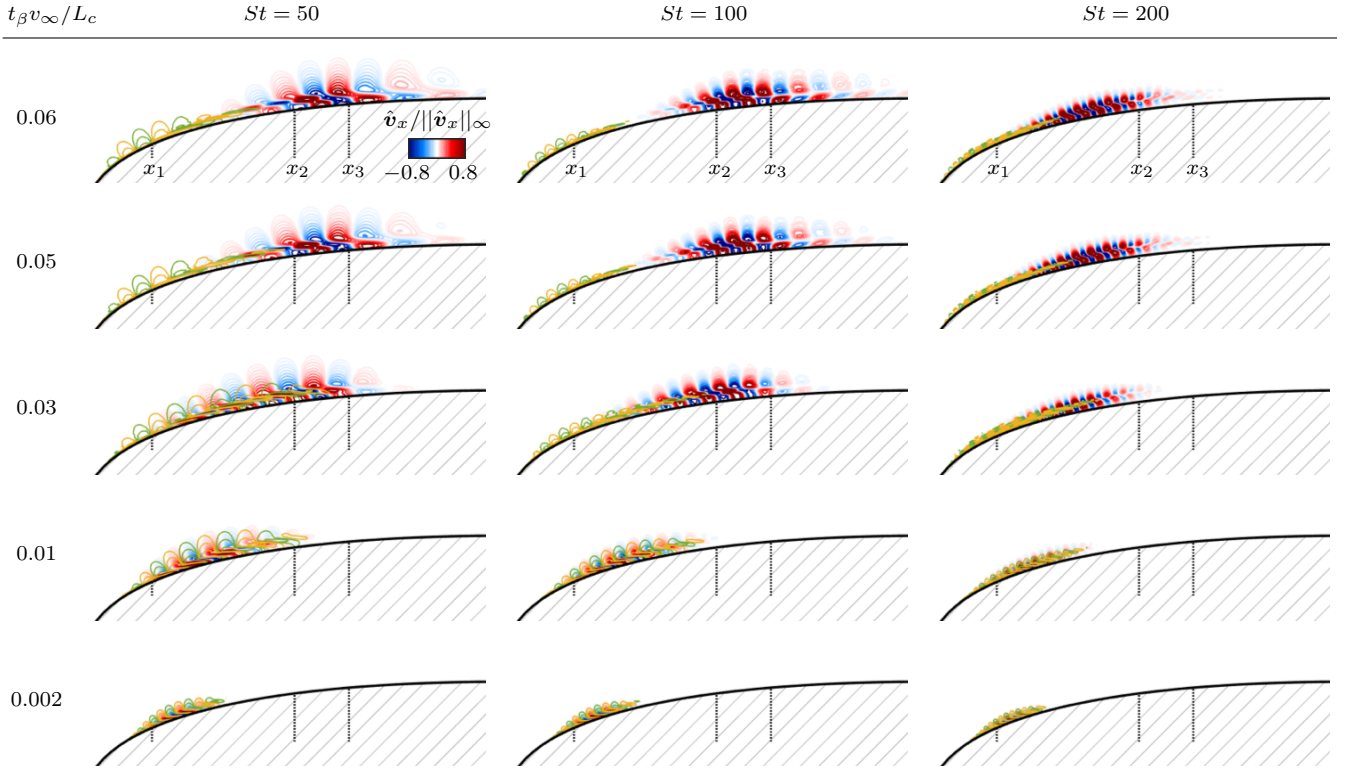 t_β v_∞/L_c St = 50 St = 100 St = 200
0.06
v̂_x/||v̂_x||_∞
−0.8 0.8
x_1 x_2 x_3 x_1 x_2 x_3 x_1 x_2 x_3
0.05
0.03
0.01
0.002